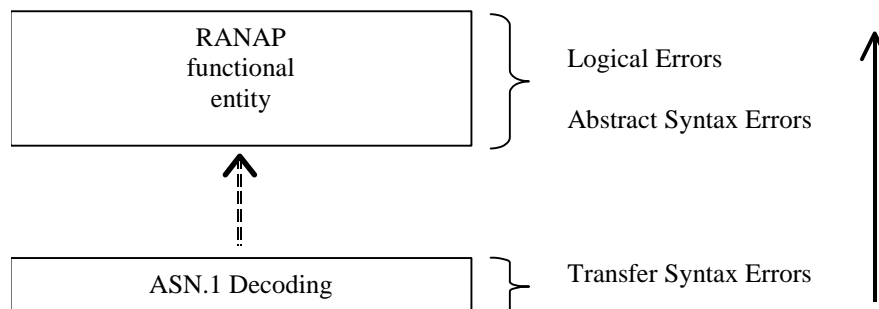 RANAP
functional
entity
Logical Errors
Abstract Syntax Errors
ASN.1 Decoding
Transfer Syntax Errors